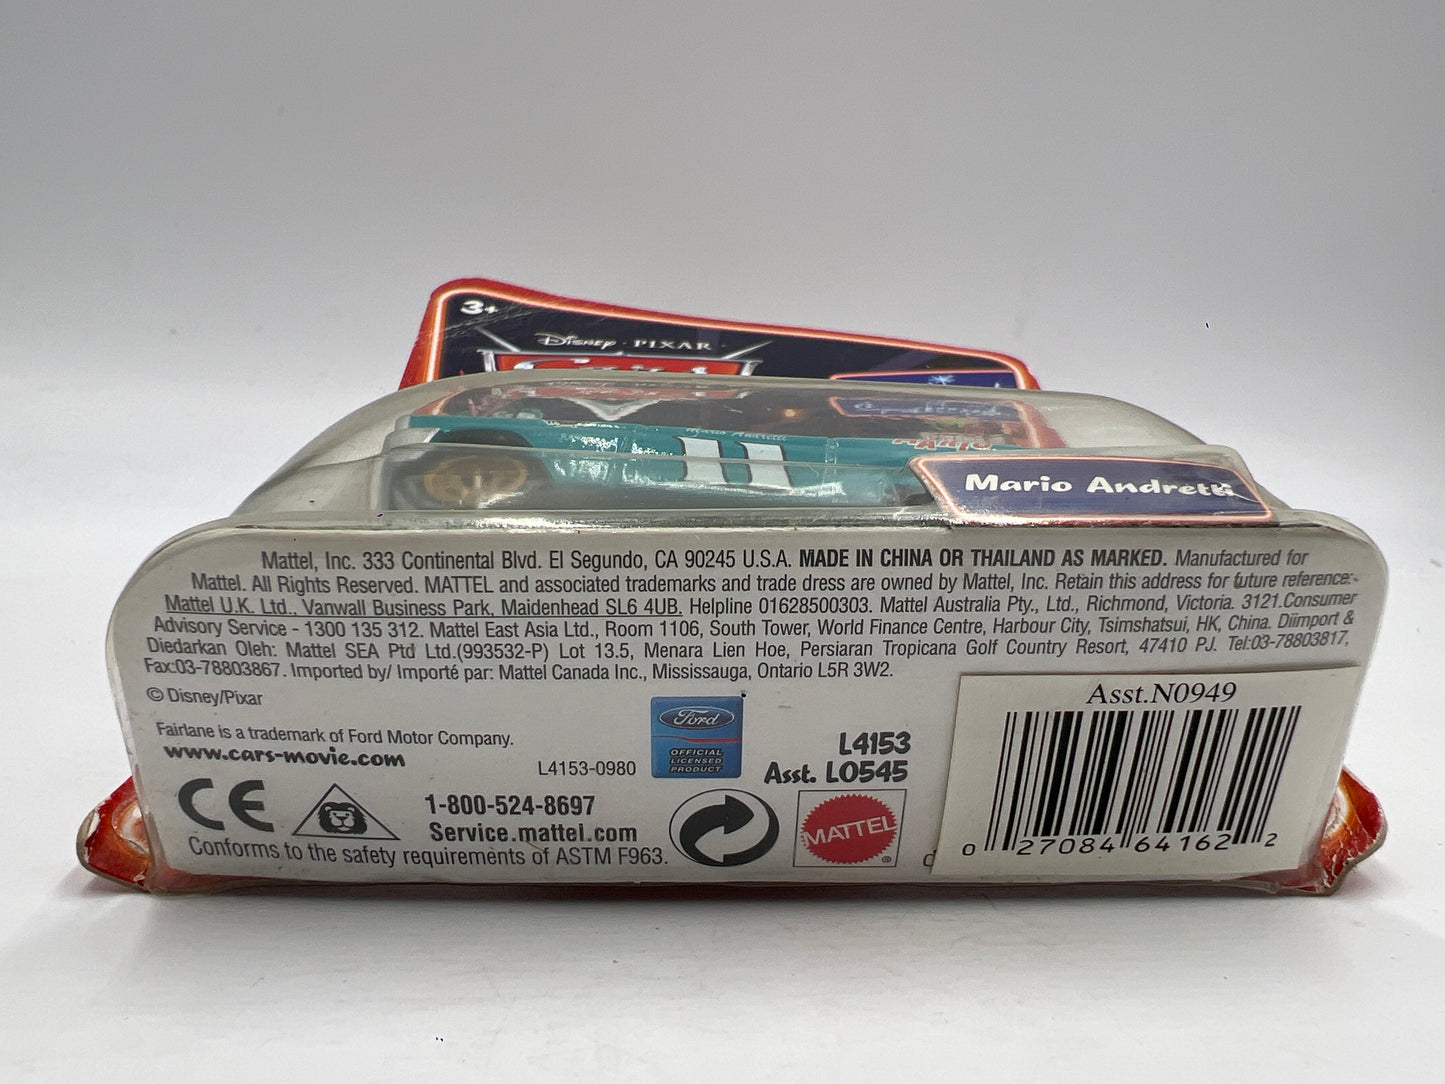 3+
Disney · PIXAR
Cars
Supercharged
Mario Andretti
11
Mario Andretti
Mattel, Inc. 333 Continental Blvd. El Segundo, CA 90245 U.S.A. MADE IN CHINA OR THAILAND AS MARKED. Manufactured for
Mattel. All Rights Reserved. MATTEL and associated trademarks and trade dress are owned by Mattel, Inc. Retain this address for future reference:
Mattel U.K. Ltd., Vanwall Business Park, Maidenhead SL6 4UB. Helpline 01628500303. Mattel Australia Pty., Ltd., Richmond, Victoria. 3121.Consumer
Advisory Service - 1300 135 312. Mattel East Asia Ltd., Room 1106, South Tower, World Finance Centre, Harbour City, Tsimshatsui, HK, China. Diimport &
Diedarkan Oleh: Mattel SEA Ptd Ltd.(993532-P) Lot 13.5, Menara Lien Hoe, Persiaran Tropicana Golf Country Resort, 47410 PJ. Tel:03-78803817,
Fax:03-78803867. Imported by/ Importé par: Mattel Canada Inc., Mississauga, Ontario L5R 3W2.
© Disney/Pixar
Fairlane is a trademark of Ford Motor Company.
www.cars-movie.com
L4153-0980
Ford
OFFICIAL
LICENSED
PRODUCT
L4153
Asst. L0545
CE
1-800-524-8697
Service.mattel.com
Conforms to the safety requirements of ASTM F963.
MATTEL
®
Asst.N0949
0 27084 64162 2